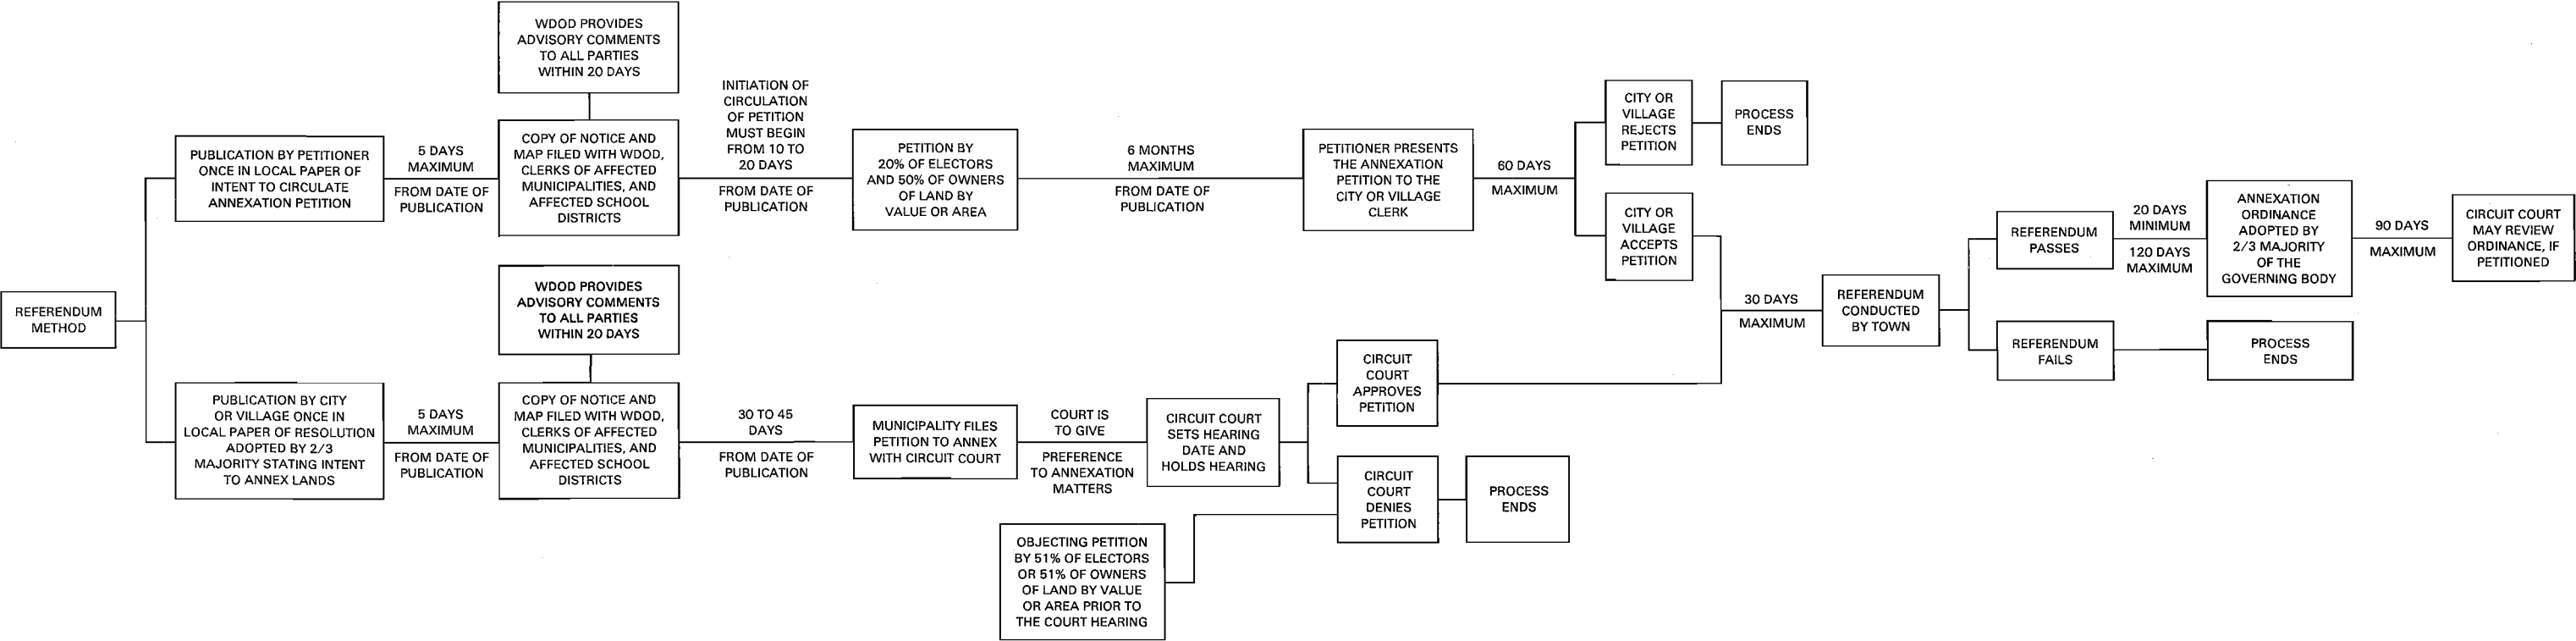 REFERENDUM
METHOD
PUBLICATION BY PETITIONER
ONCE IN LOCAL PAPER OF
INTENT TO CIRCULATE
ANNEXATION PETITION
5 DAYS
MAXIMUM
FROM DATE OF
PUBLICATION
WDOD PROVIDES
ADVISORY COMMENTS
TO ALL PARTIES
WITHIN 20 DAYS
COPY OF NOTICE AND
MAP FILED WITH WDOD,
CLERKS OF AFFECTED
MUNICIPALITIES, AND
AFFECTED SCHOOL
DISTRICTS
INITIATION OF
CIRCULATION
OF PETITION
MUST BEGIN
FROM 10 TO
20 DAYS
FROM DATE OF
PUBLICATION
PETITION BY
20% OF ELECTORS
AND 50% OF OWNERS
OF LAND BY
VALUE OR AREA
6 MONTHS
MAXIMUM
FROM DATE OF
PUBLICATION
PETITIONER PRESENTS
THE ANNEXATION
PETITION TO THE
CITY OR VILLAGE
CLERK
60 DAYS
MAXIMUM
CITY OR
VILLAGE
REJECTS
PETITION
PROCESS
ENDS
CITY OR
VILLAGE
ACCEPTS
PETITION
PUBLICATION BY CITY
OR VILLAGE ONCE IN
LOCAL PAPER OF RESOLUTION
ADOPTED BY 2/3
MAJORITY STATING INTENT
TO ANNEX LANDS
5 DAYS
MAXIMUM
FROM DATE OF
PUBLICATION
WDOD PROVIDES
ADVISORY COMMENTS
TO ALL PARTIES
WITHIN 20 DAYS
COPY OF NOTICE AND
MAP FILED WITH WDOD,
CLERKS OF AFFECTED
MUNICIPALITIES, AND
AFFECTED SCHOOL
DISTRICTS
30 TO 45
DAYS
FROM DATE OF
PUBLICATION
MUNICIPALITY FILES
PETITION TO ANNEX
WITH CIRCUIT COURT
COURT IS
TO GIVE
PREFERENCE
TO ANNEXATION
MATTERS
CIRCUIT COURT
SETS HEARING
DATE AND
HOLDS HEARING
CIRCUIT
COURT
APPROVES
PETITION
CIRCUIT
COURT
DENIES
PETITION
PROCESS
ENDS
OBJECTING PETITION
BY 51% OF ELECTORS
OR 51% OF OWNERS
OF LAND BY VALUE
OR AREA PRIOR TO
THE COURT HEARING
30 DAYS
MAXIMUM
REFERENDUM
CONDUCTED
BY TOWN
REFERENDUM
PASSES
20 DAYS
MINIMUM
120 DAYS
MAXIMUM
ANNEXATION
ORDINANCE
ADOPTED BY
2/3 MAJORITY
OF THE
GOVERNING BODY
90 DAYS
MAXIMUM
CIRCUIT COURT
MAY REVIEW
ORDINANCE, IF
PETITIONED
REFERENDUM
FAILS
PROCESS
ENDS